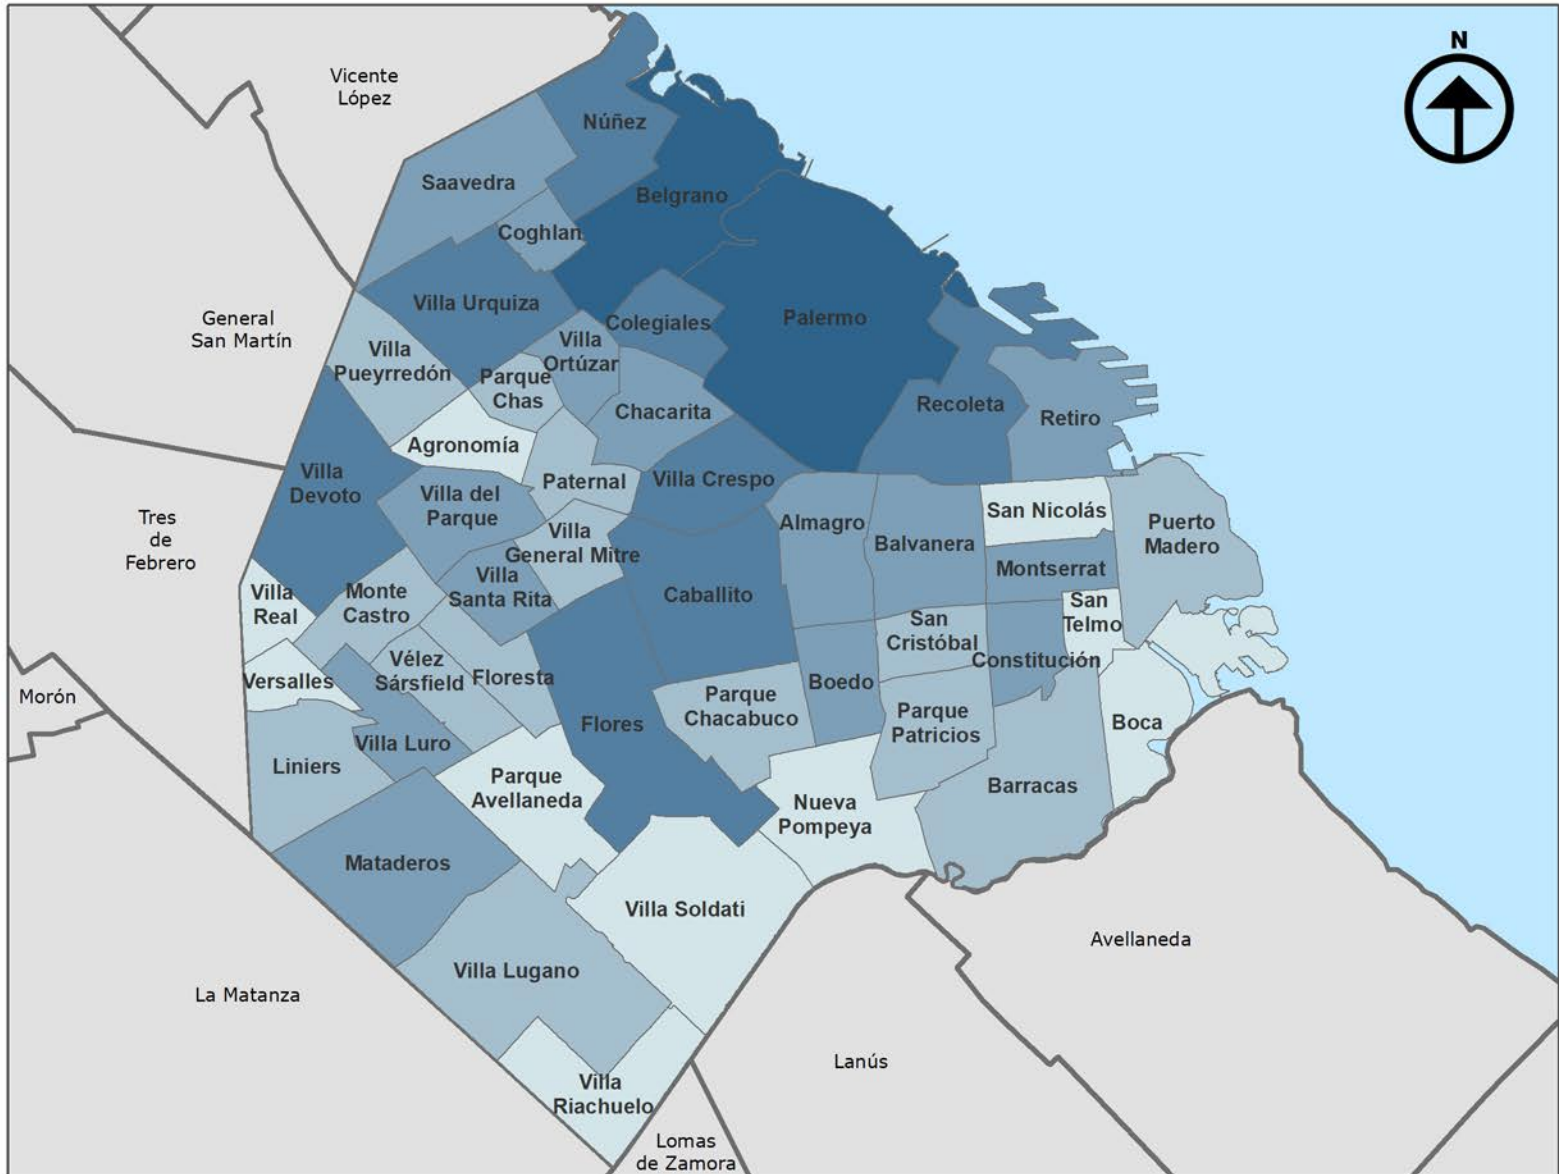 N
Vicente
López
Núñez
Saavedra
Belgrano
Coghlan
Villa Urquiza
General
San Martín
Colegiales
Palermo
Villa
Ortúzar
Villa
Pueyrredón
Parque
Chas
Chacarita
Recoleta
Retiro
Agronomía
Villa
Devoto
Villa Crespo
Paternal
Villa del
Parque
San Nicolás
Almagro
Puerto
Madero
Tres
de
Febrero
Villa
General Mitre
Balvanera
Montserrat
Villa
Santa Rita
Villa
Real
Monte
Castro
Caballito
San
Telmo
San
Cristóbal
Constitución
Vélez
Sársfield
Floresta
Versalles
Boedo
Morón
Parque
Chacabuco
Flores
Parque
Patricios
Boca
Villa Luro
Liniers
Parque
Avellaneda
Barracas
Nueva
Pompeya
Mataderos
Villa Soldati
Avellaneda
Villa Lugano
La Matanza
Lanús
Villa
Riachuelo
Lomas
de Zamora